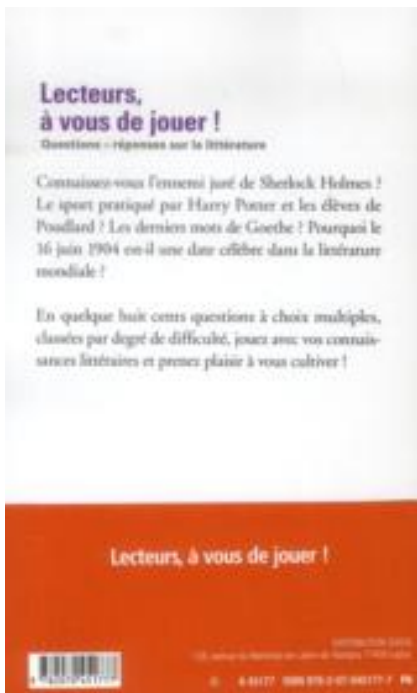 Lecteurs,
à vous de jouer !
Questions – réponses sur la littérature
Connaissez-vous l'ennemi juré de Sherlock Holmes ?
Le sport pratiqué par Harry Potter et les élèves de
Poudlard ? Les derniers mots de Goethe ? Pourquoi le
16 juin 1904 est-il une date célèbre dans la littérature
mondiale ?
En quelque huit cents questions à choix multiples,
classées par degré de difficulté, jouez avec vos connais-
sances littéraires et prenez plaisir à vous cultiver !
Lecteurs, à vous de jouer !